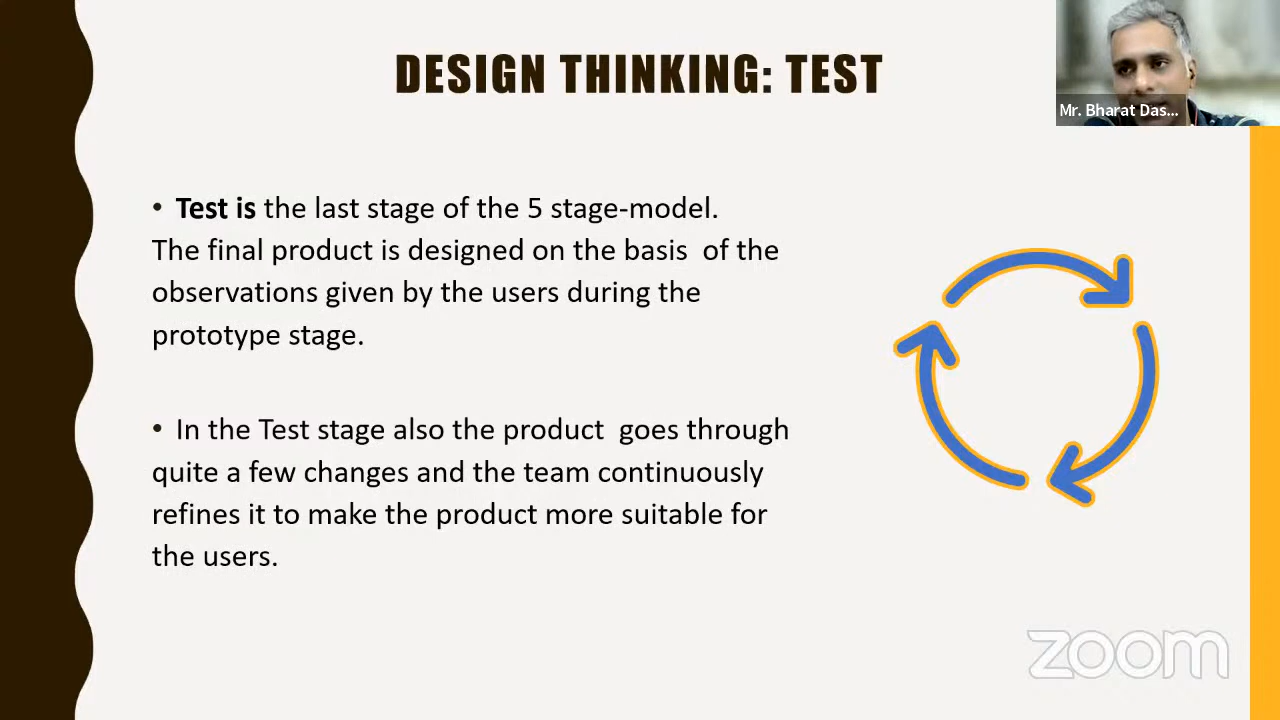 DESIGN THINKING: TEST
Mr. Bharat Das...
• Test is the last stage of the 5 stage-model.
The final product is designed on the basis  of the
observations given by the users during the
prototype stage.
• In the Test stage also the product  goes through
quite a few changes and the team continuously
refines it to make the product more suitable for
the users.
zoom